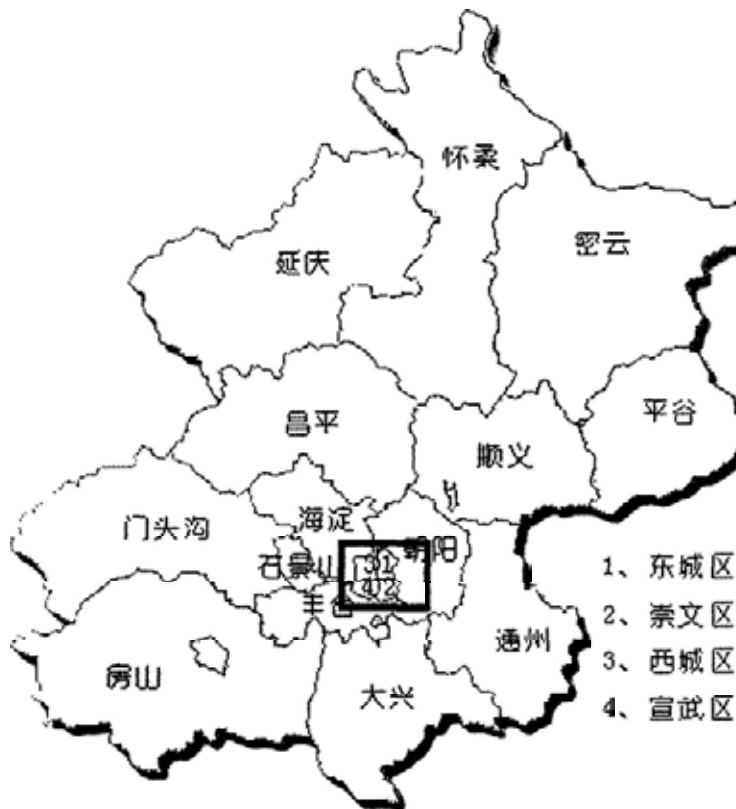 怀柔
密云
延庆
平谷
昌平
顺义
海淀
门头沟
朝阳
石景山
31
42
丰台
通州
房山
大兴
1、东城区
2、崇文区
3、西城区
4、宣武区